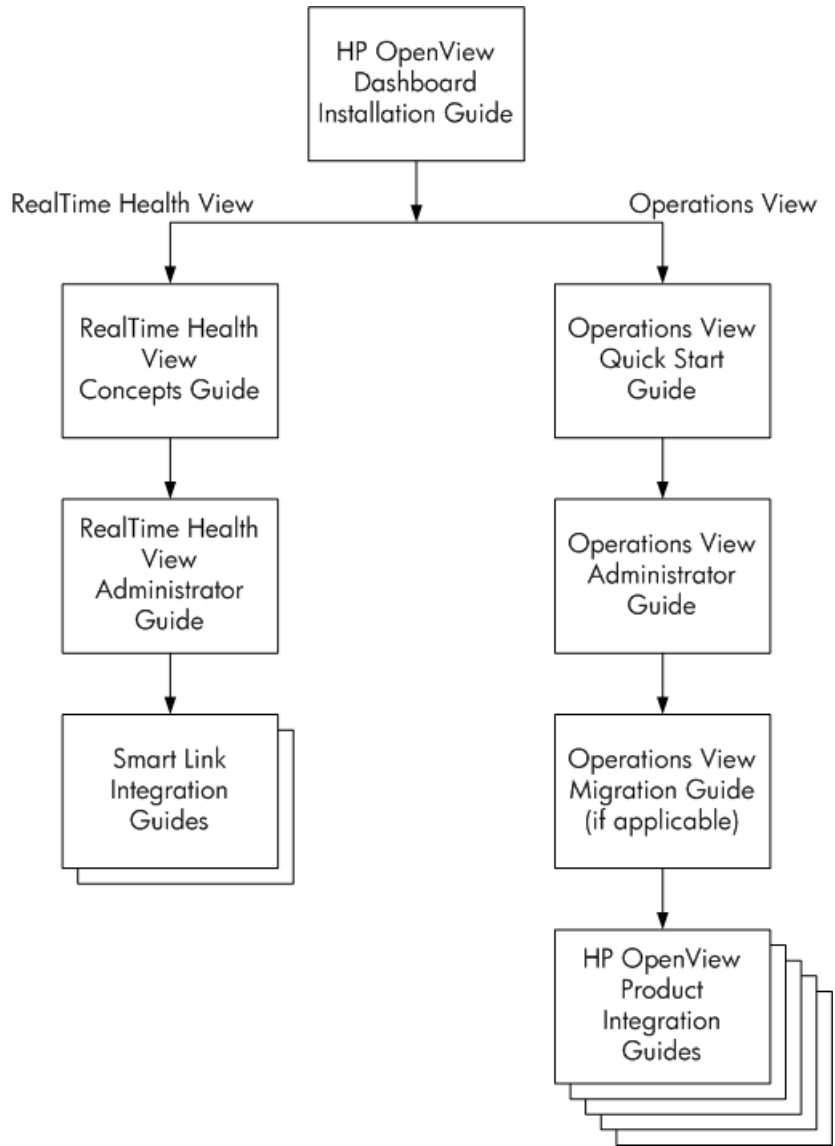 HP OpenView
Dashboard
Installation Guide
RealTime Health View
Operations View
RealTime Health
View
Concepts Guide
Operations View
Quick Start
Guide
RealTime Health
View
Administrator
Guide
Operations View
Administrator
Guide
Smart Link
Integration
Guides
Operations View
Migration Guide
(if applicable)
HP OpenView
Product
Integration
Guides